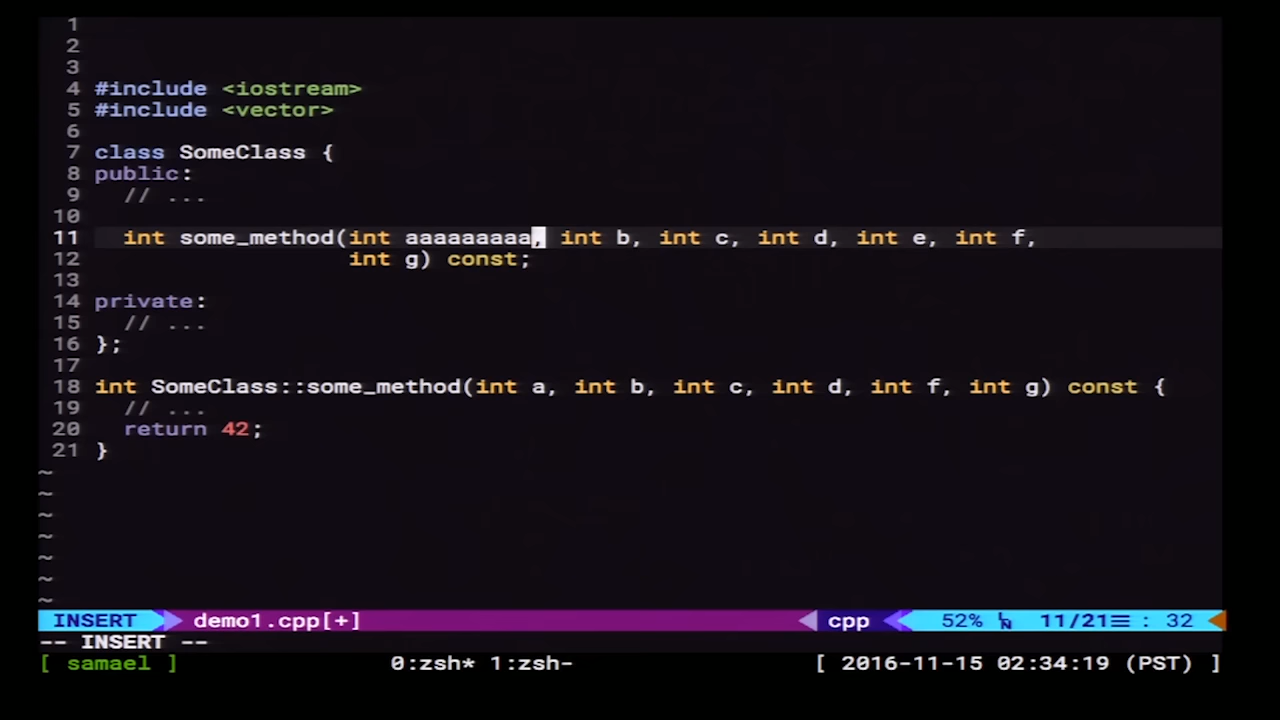 1
2
3
4 #include <iostream>
5 #include <vector>
6
7 class SomeClass {
8 public:
9   // ...
10
11   int some_method(int aaaaaaaaa, int b, int c, int d, int e, int f,
12                   int g) const;
13
14 private:
15   // ...
16 };
17
18 int SomeClass::some_method(int a, int b, int c, int d, int f, int g) const {
19   // ...
20   return 42;
21 }
~
~
~
~
~
~
~
INSERT demo1.cpp[+] cpp 52% ㏑ 11/21☰ : 32
-- INSERT --
[ samael ] 0:zsh* 1:zsh- [ 2016-11-15 02:34:19 (PST) ]